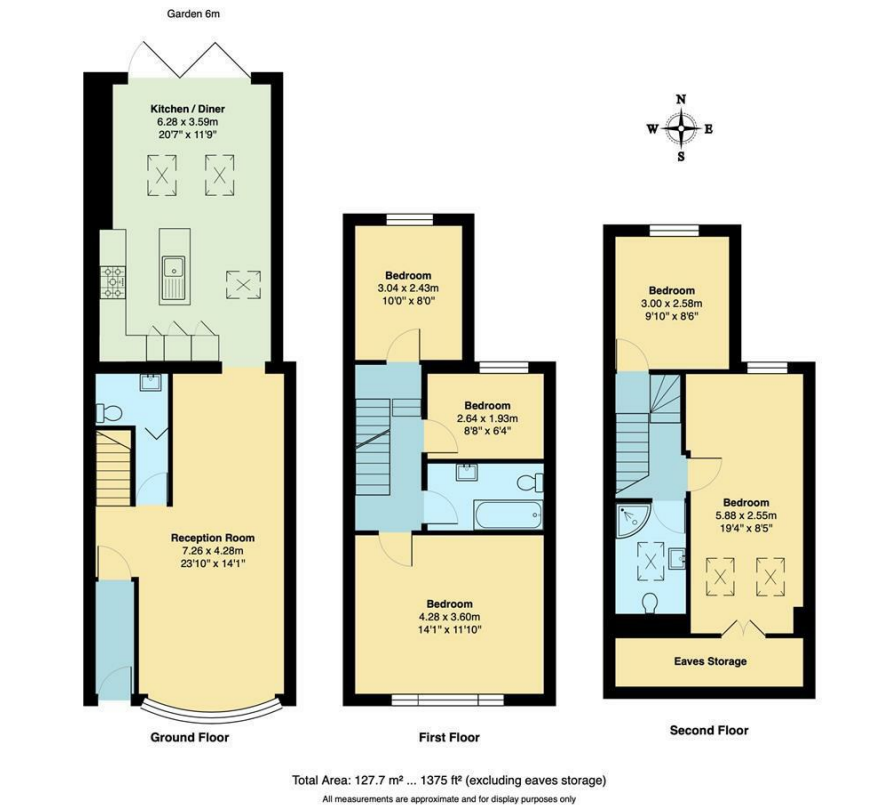 Garden 6m
Kitchen / Diner
6.28 x 3.59m
20'7" x 11'9"
N
W E
S
Bedroom
3.04 x 2.43m
10'0" x 8'0"
Bedroom
3.00 x 2.58m
9'10" x 8'6"
Bedroom
2.64 x 1.93m
8'8" x 6'4"
Bedroom
5.88 x 2.55m
19'4" x 8'5"
Reception Room
7.26 x 4.28m
23'10" x 14'1"
Bedroom
4.28 x 3.60m
14'1" x 11'10"
Eaves Storage
Ground Floor
First Floor
Second Floor
Total Area: 127.7 m² ... 1375 ft² (excluding eaves storage)
All measurements are approximate and for display purposes only